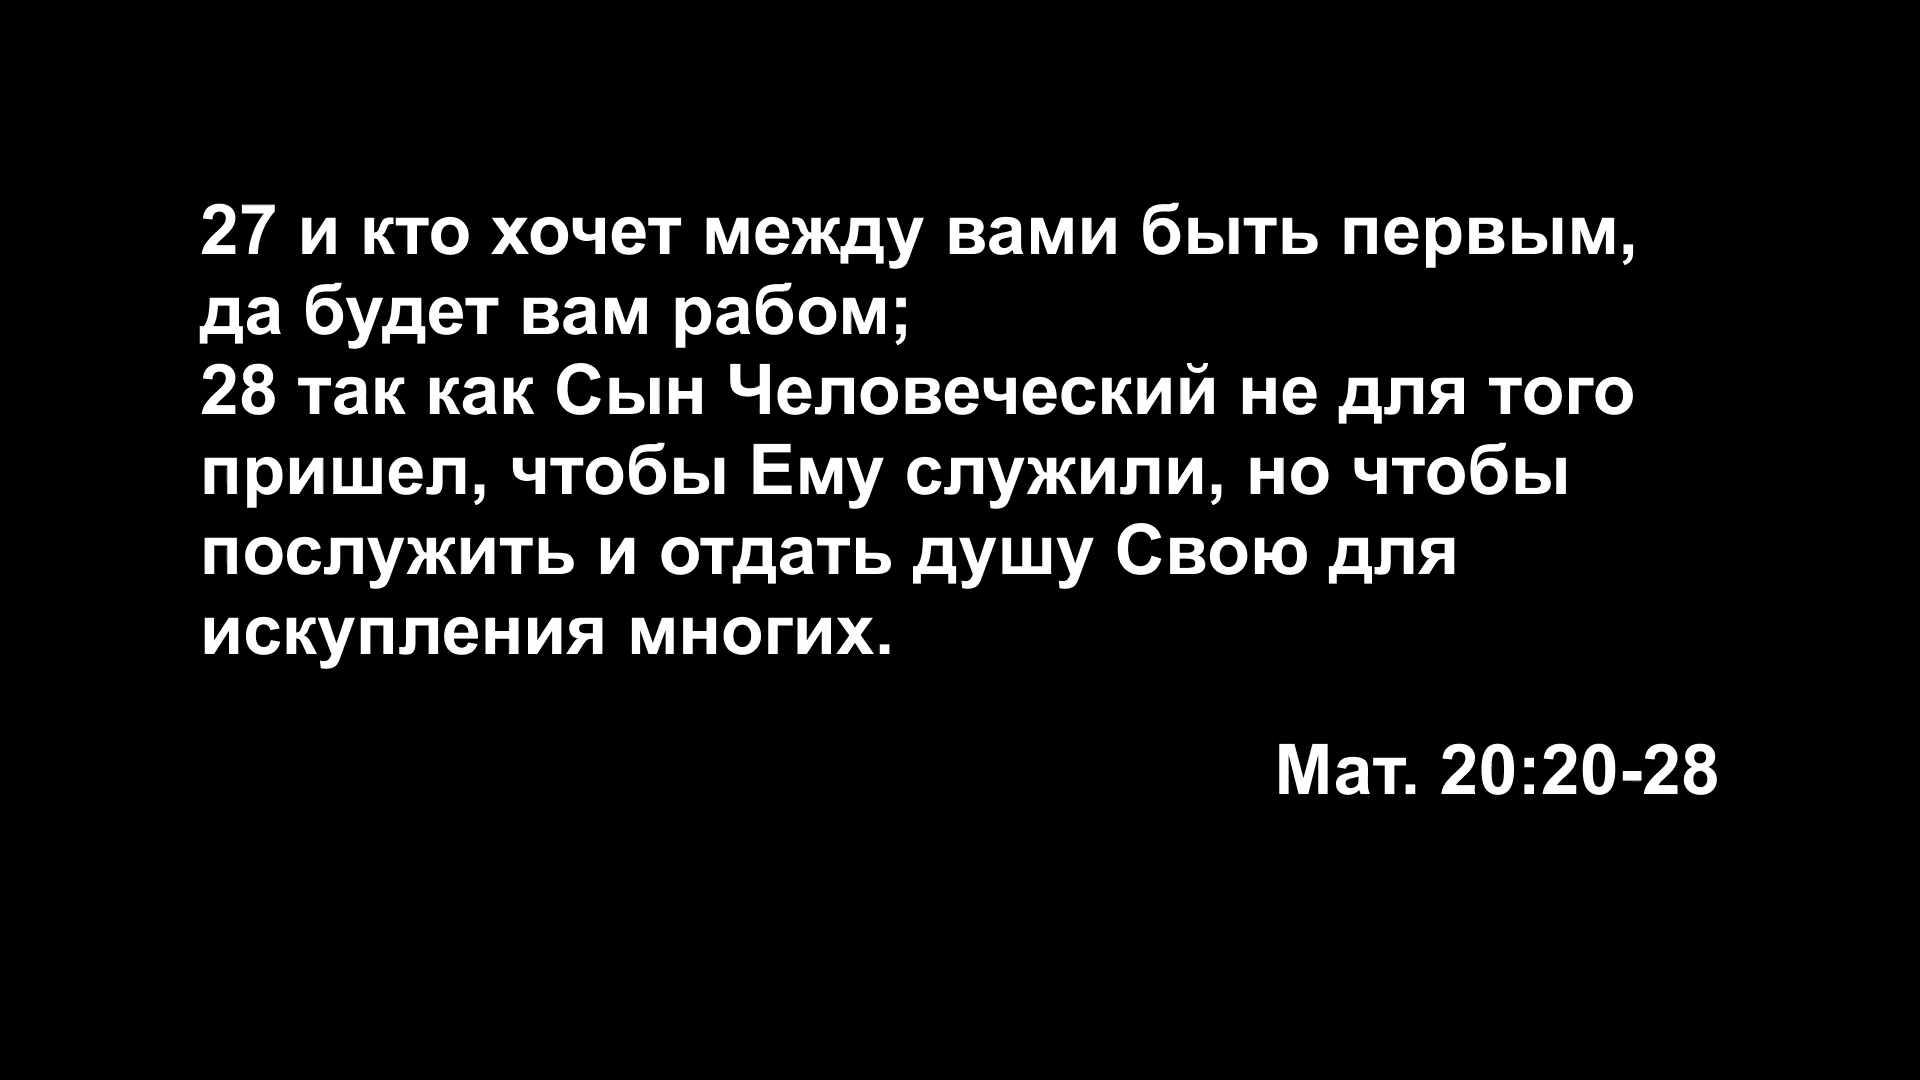 27 и кто хочет между вами быть первым,
да будет вам рабом;
28 так как Сын Человеческий не для того
пришел, чтобы Ему служили, но чтобы
послужить и отдать душу Свою для
искупления многих.
Мат. 20:20-28